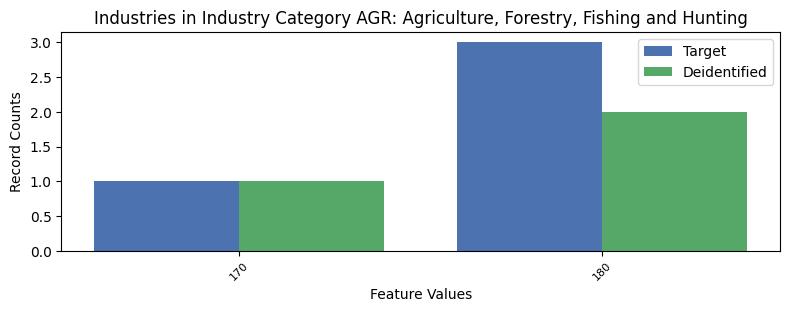 Industries in Industry Category AGR: Agriculture, Forestry, Fishing and Hunting
3.0
2.5
2.0
1.5
1.0
0.5
0.0
Record Counts
Target
Deidentified
170
180
Feature Values